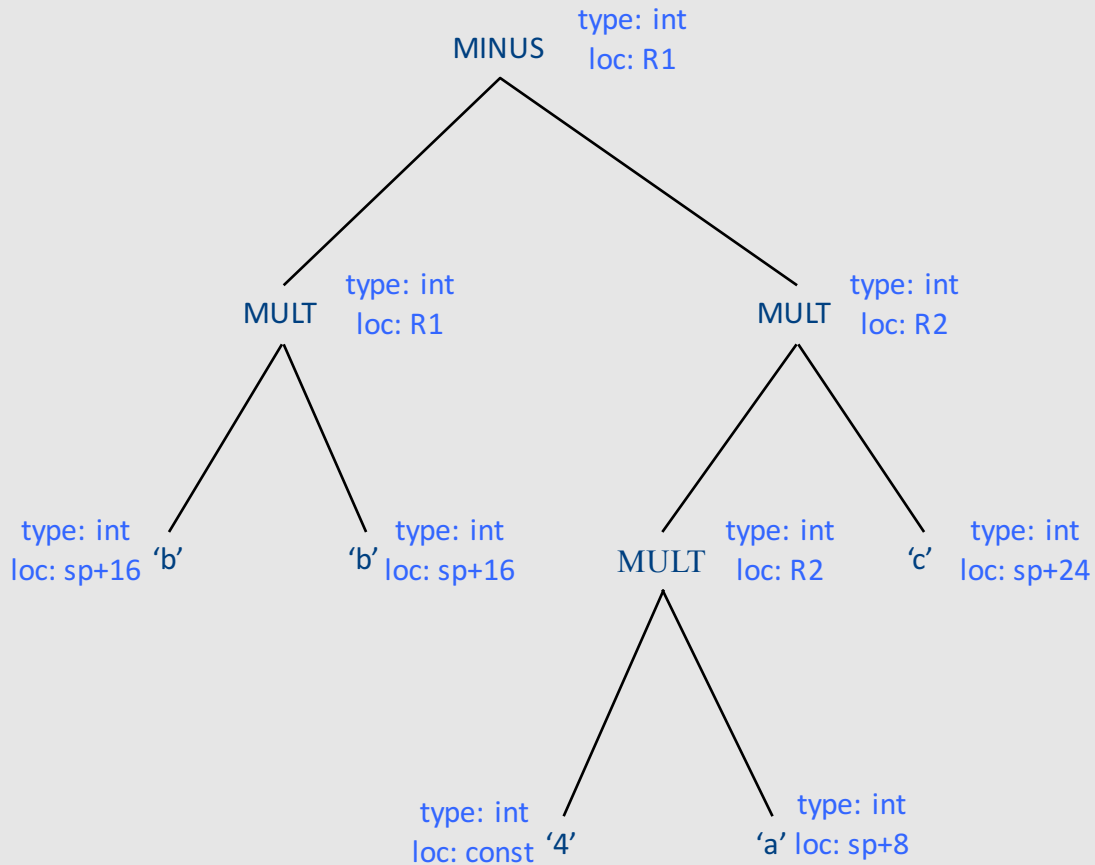 MINUS
type: int
loc: R1
MULT
type: int
loc: R1
MULT
type: int
loc: R2
type: int
loc: sp+16
‘b’
‘b’
type: int
loc: sp+16
MULT
type: int
loc: R2
‘c’
type: int
loc: sp+24
type: int
loc: const
‘4’
‘a’
type: int
loc: sp+8